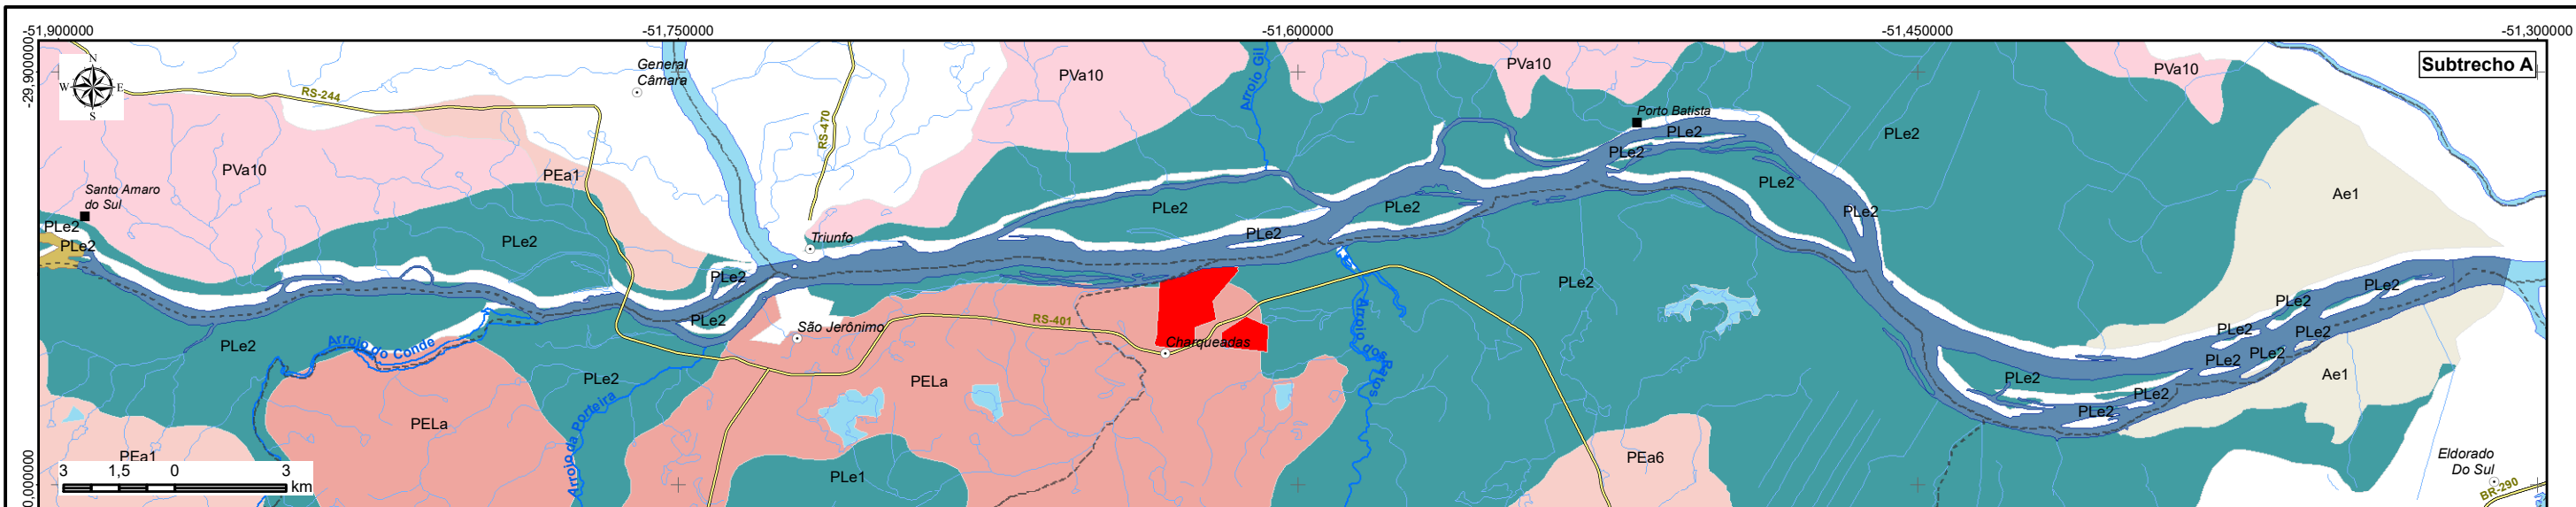 -51,900000
-51,750000
-51,600000
-51,450000
-51,300000
-29,900000
Subtrecho A
N
W E
S
General
Câmara
RS-244
RS-470
PVa10
Arroio Gil
PVa10
PVa10
Porto Batista
PLe2
PLe2
PLe2
PVa10
PEa1
Santo Amaro
do Sul
PLe2
PLe2
PLe2
PLe2
PLe2
PLe2
PLe2
Ae1
Triunfo
PLe2
PLe2
PLe2
PLe2
PLe2
PLe2
São Jerônimo
RS-401
Charqueadas
Arroio dos Ratos
Arroio do Conde
PLe2
PLe2
PLe2
PLe2
PLe2
PLe2
Ae1
PLe2
PLe2
PLe2
PLe2
PELa
PELa
Arroio da Porteira
PEa1
PLe1
PEa6
Eldorado
Do Sul
BR-290
3 1,5 0 3
km
0,000000